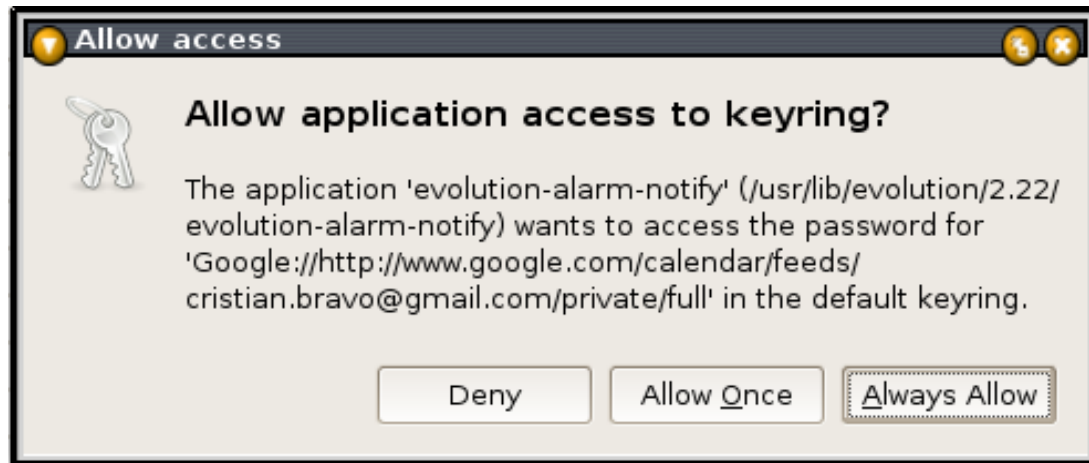 Allow access
Allow application access to keyring?
The application 'evolution-alarm-notify' (/usr/lib/evolution/2.22/
evolution-alarm-notify) wants to access the password for
'Google://http://www.google.com/calendar/feeds/
cristian.bravo@gmail.com/private/full' in the default keyring.
Deny
Allow Once
Always Allow